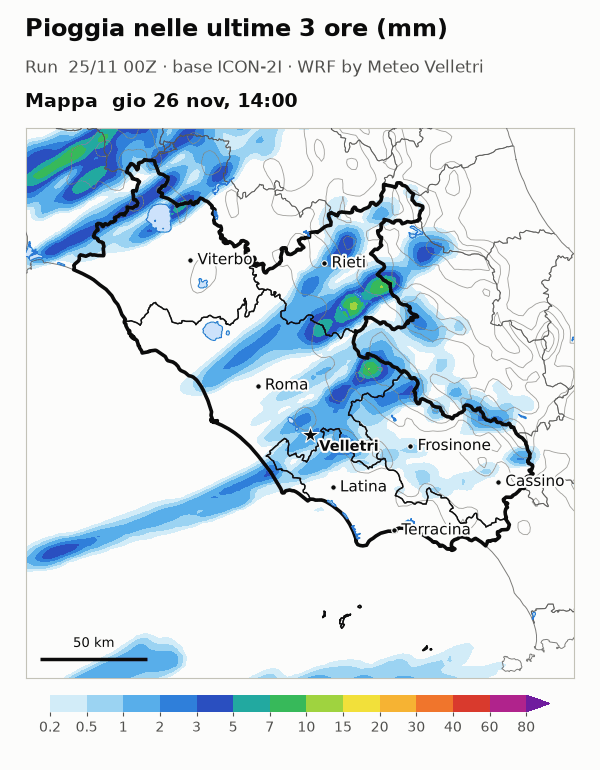 Pioggia nelle ultime 3 ore (mm)
Run  25/11 00Z · base ICON-2I · WRF by Meteo Velletri
Mappa  gio 26 nov, 14:00
Viterbo
Rieti
Roma
Velletri
Frosinone
Latina
Cassino
Terracina
50 km
0.2 0.5 1 2 3 5 7 10 15 20 30 40 60 80